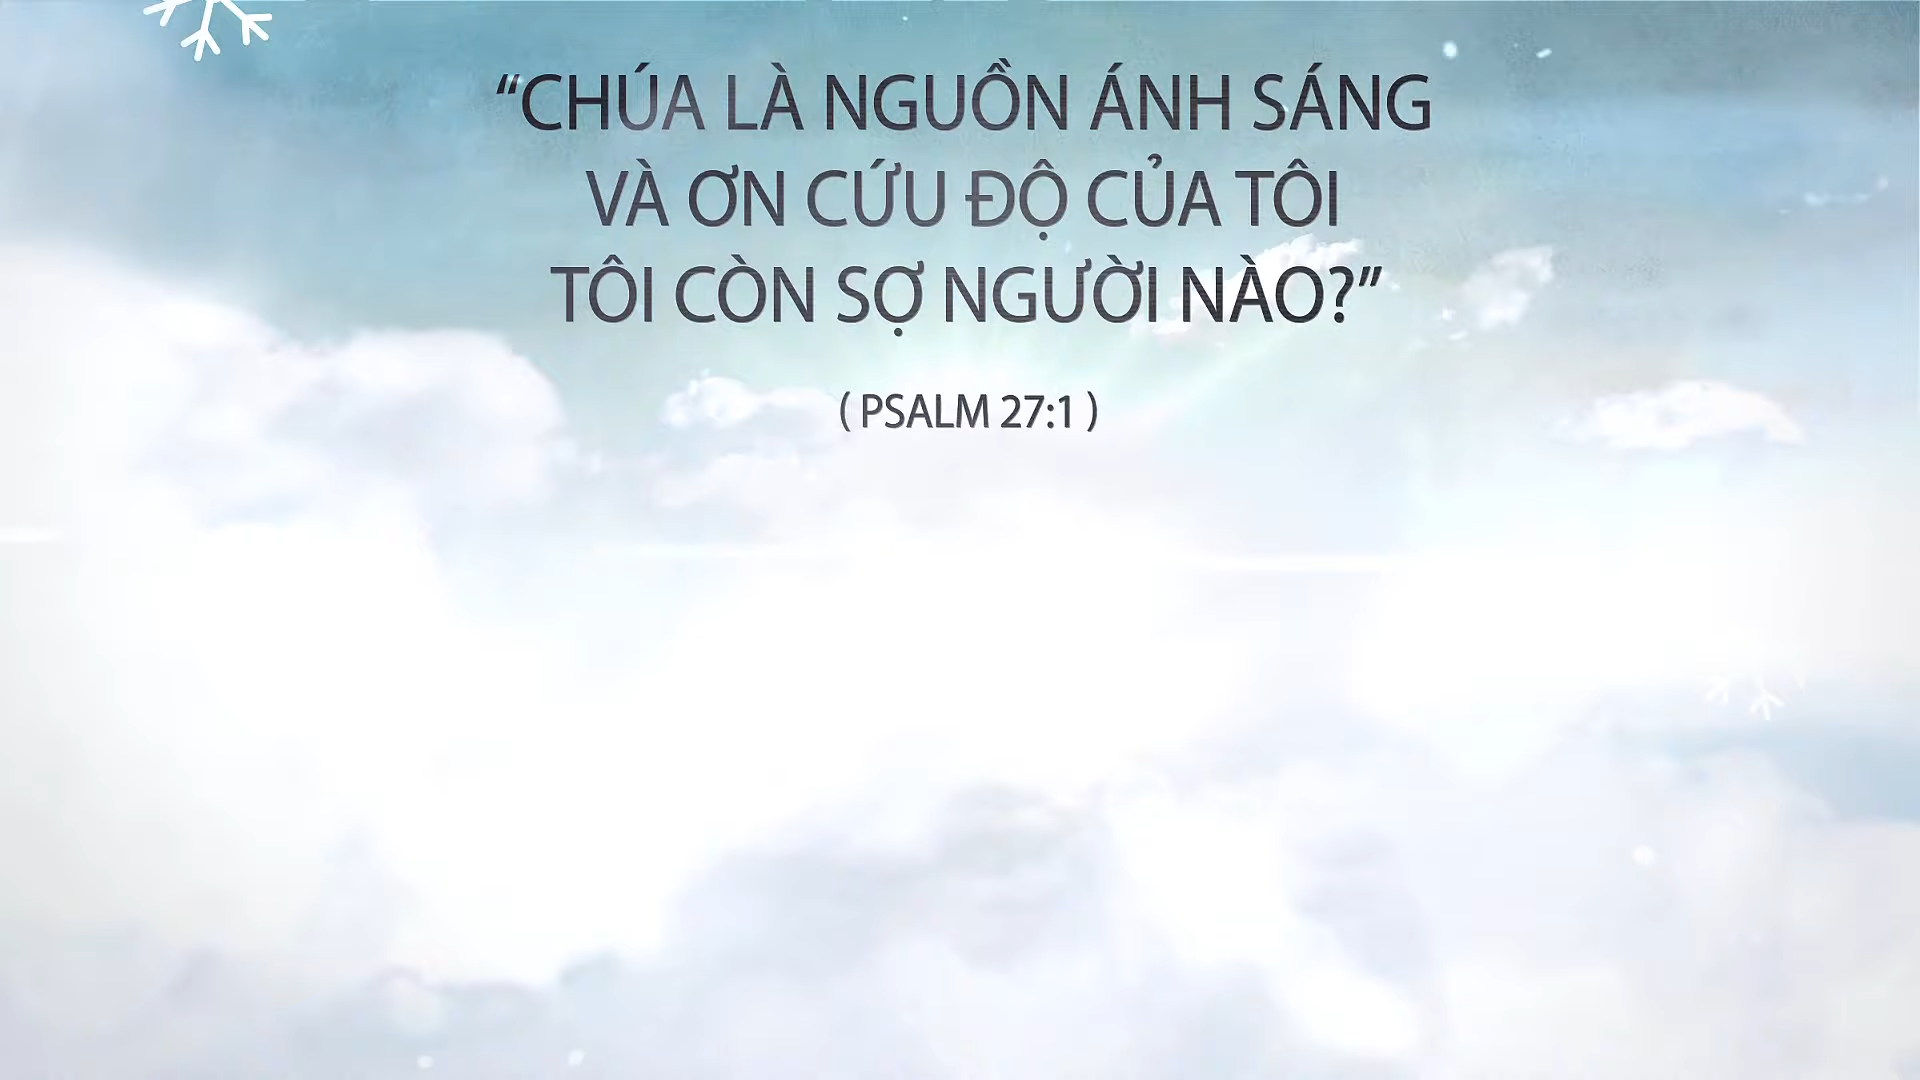 “CHÚA LÀ NGUỒN ÁNH SÁNG
VÀ ƠN CỨU ĐỘ CỦA TÔI
TÔI CÒN SỢ NGƯỜI NÀO?”
( PSALM 27:1 )